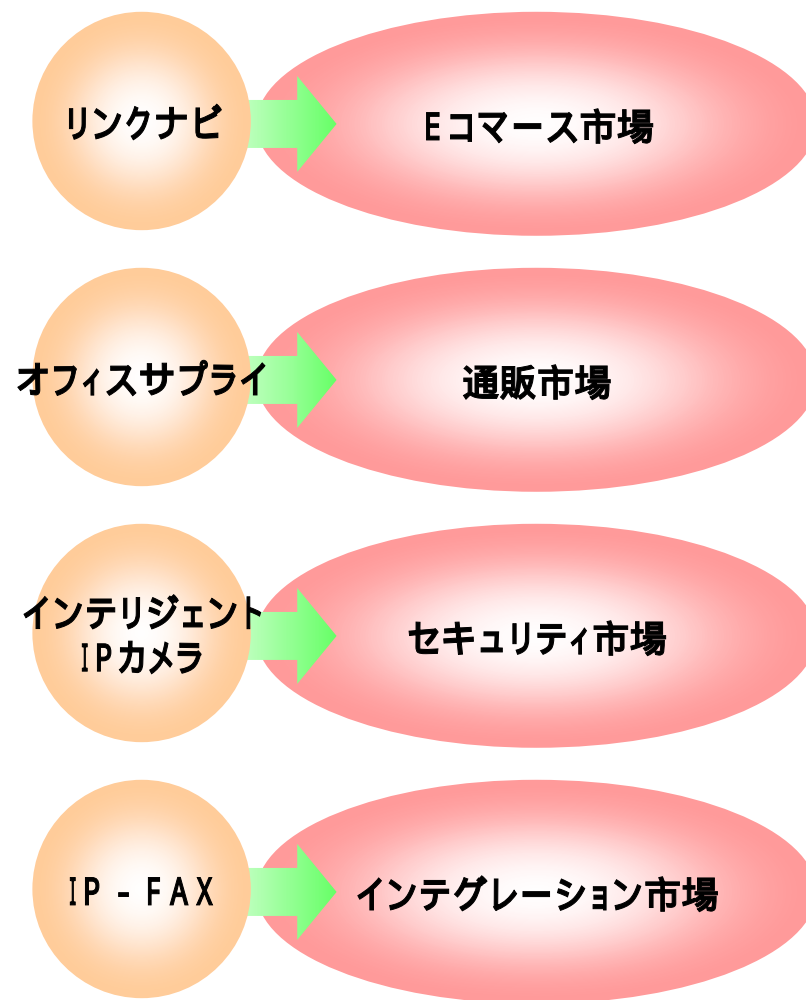 リンクナビ
Eコマース市場
オフィスサプライ
通販市場
インテリジェント
IPカメラ
セキュリティ市場
IP－FAX
インテグレーション市場